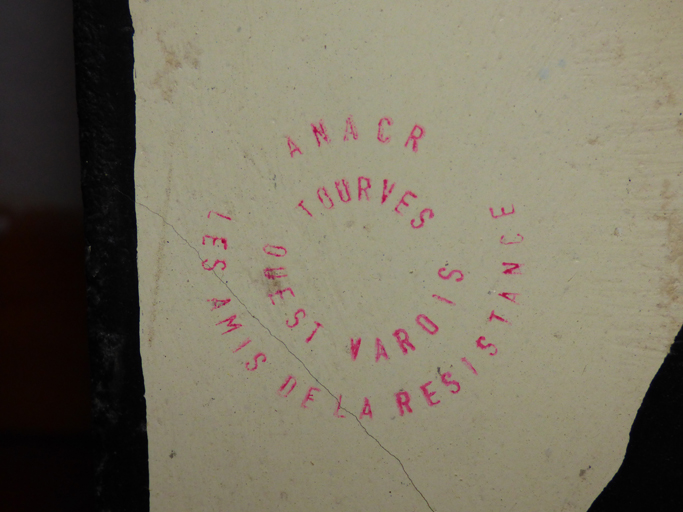 ANACR
TOURVES
OUEST VAROIS
LES AMIS DE LA RESISTANCE